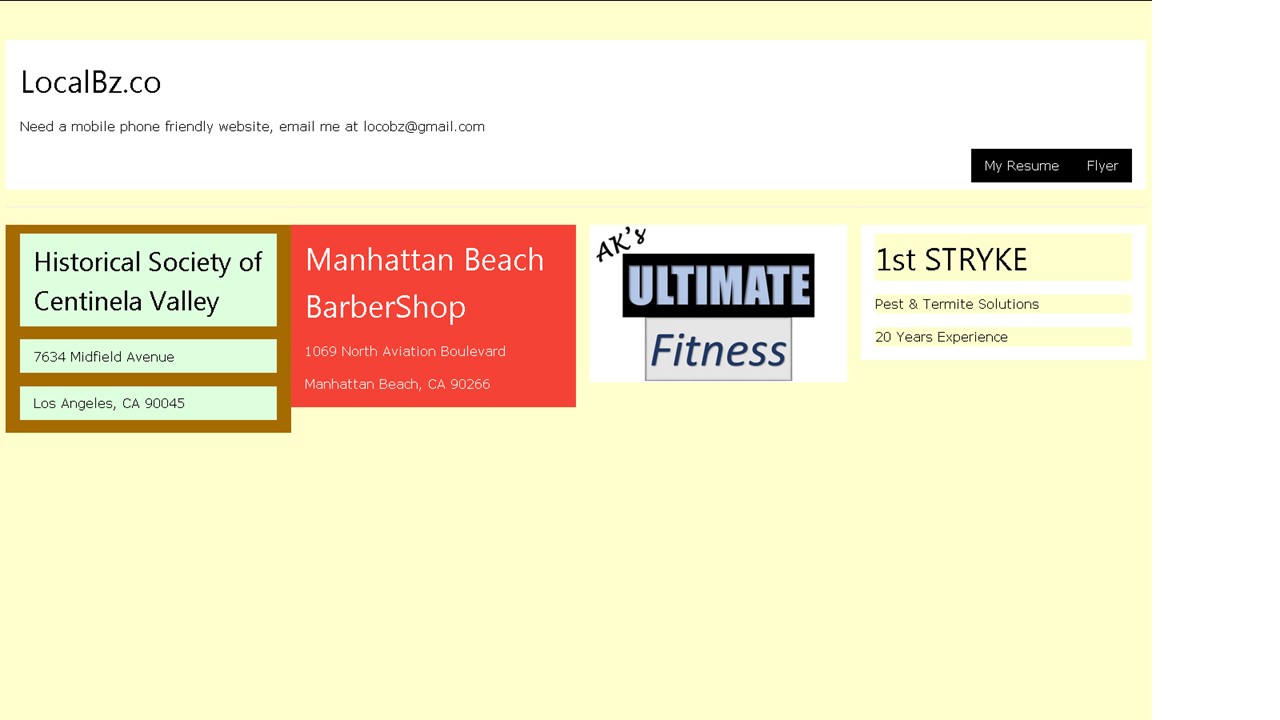 LocalBz.co
Need a mobile phone friendly website, email me at locobz@gmail.com
My Resume Flyer
Historical Society of
Centinela Valley
7634 Midfield Avenue
Los Angeles, CA 90045
Manhattan Beach
BarberShop
1069 North Aviation Boulevard
Manhattan Beach, CA 90266
AK's
ULTIMATE
Fitness
1st STRYKE
Pest & Termite Solutions
20 Years Experience